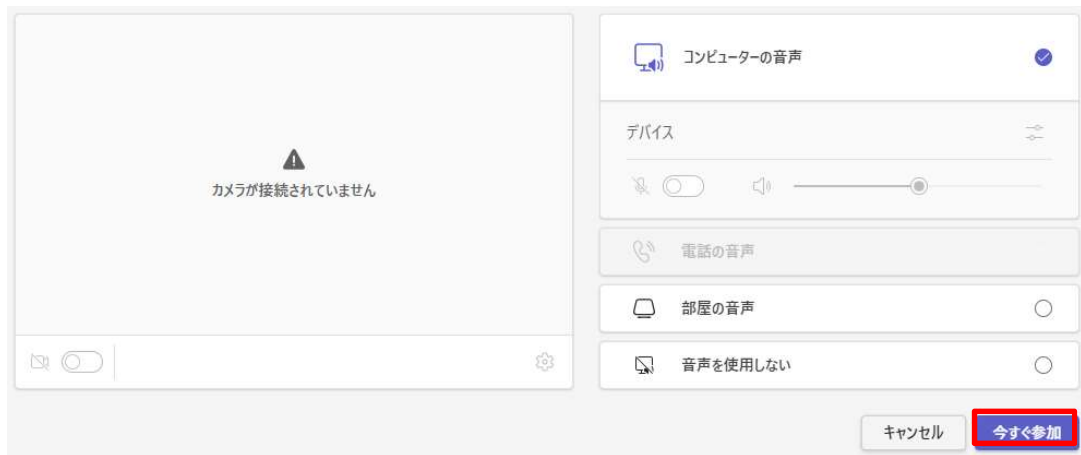 カメラが接続されていません
コンピューターの音声
デバイス
電話の音声
部屋の音声
音声を使用しない
キャンセル
今すぐ参加